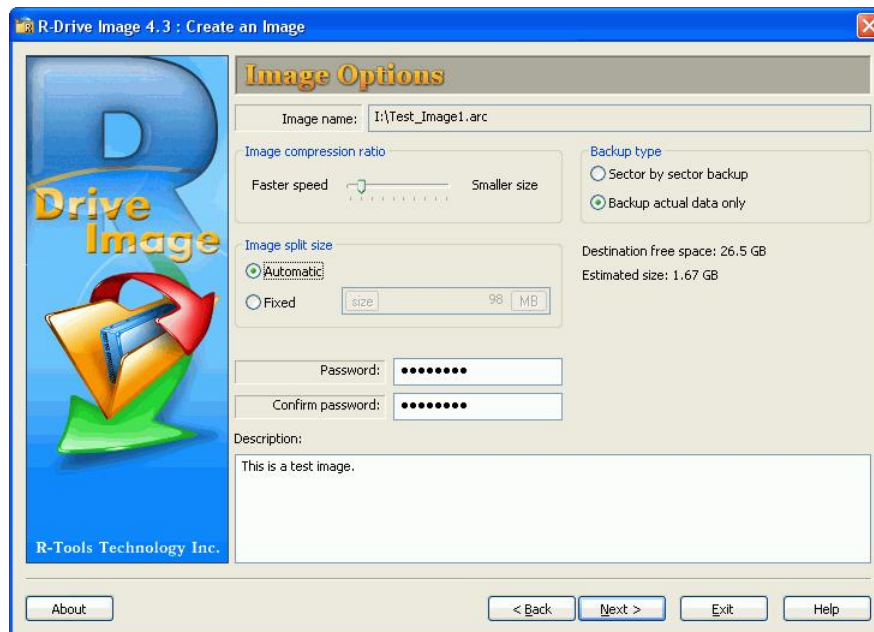 R-Drive Image 4.3 : Create an Image
R
Drive
Image
R-Tools Technology Inc.
Image Options
Image name: I:\Test_Image1.arc
Image compression ratio
Faster speed Smaller size
Backup type
Sector by sector backup
Backup actual data only
Image split size
Automatic
Fixed size 98 MB
Destination free space: 26.5 GB
Estimated size: 1.67 GB
Password: ●●●●●●●●
Confirm password: ●●●●●●●●
Description:
This is a test image.
About < Back Next > Exit Help